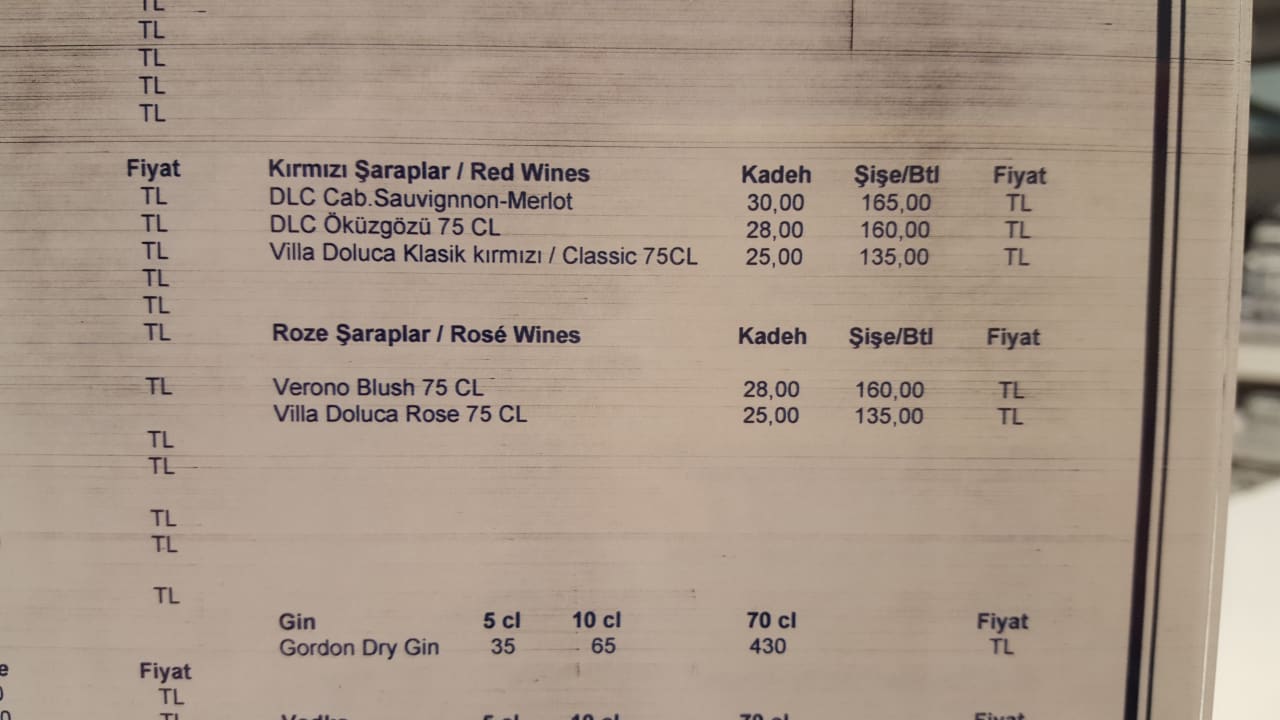 TL
TL
TL
TL
TL
Fiyat Kırmızı Şaraplar / Red Wines Kadeh Şişe/Btl Fiyat
TL DLC Cab.Sauvignnon-Merlot 30,00 165,00 TL
TL DLC Öküzgözü 75 CL 28,00 160,00 TL
TL Villa Doluca Klasik kırmızı / Classic 75CL 25,00 135,00 TL
TL
TL
TL Roze Şaraplar / Rosé Wines Kadeh Şişe/Btl Fiyat
TL Verono Blush 75 CL 28,00 160,00 TL
Villa Doluca Rose 75 CL 25,00 135,00 TL
TL
TL
TL
TL
TL
Gin 5 cl 10 cl 70 cl Fiyat
Gordon Dry Gin 35 65 430 TL
Fiyat
TL
TL